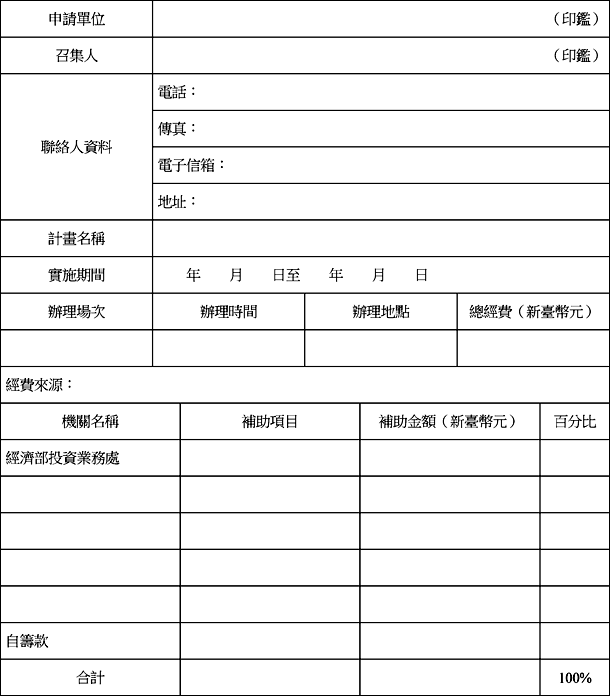 申請單位 （印鑑）
召集人 （印鑑）
聯絡人資料
電話：
傳真：
電子信箱：
地址：
計畫名稱
實施期間 年 月 日至 年 月 日
辦理場次 辦理時間 辦理地點 總經費（新臺幣元）
經費來源：
機關名稱 補助項目 補助金額（新臺幣元） 百分比
經濟部投資業務處
自籌款
合計 100%